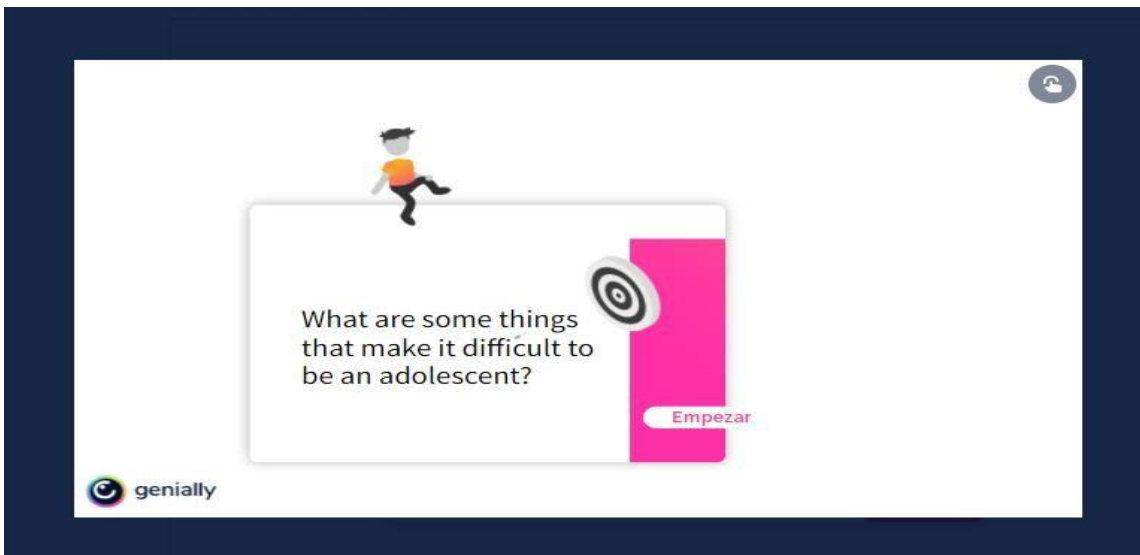 What are some things
that make it difficult to
be an adolescent?
Empezar
genially